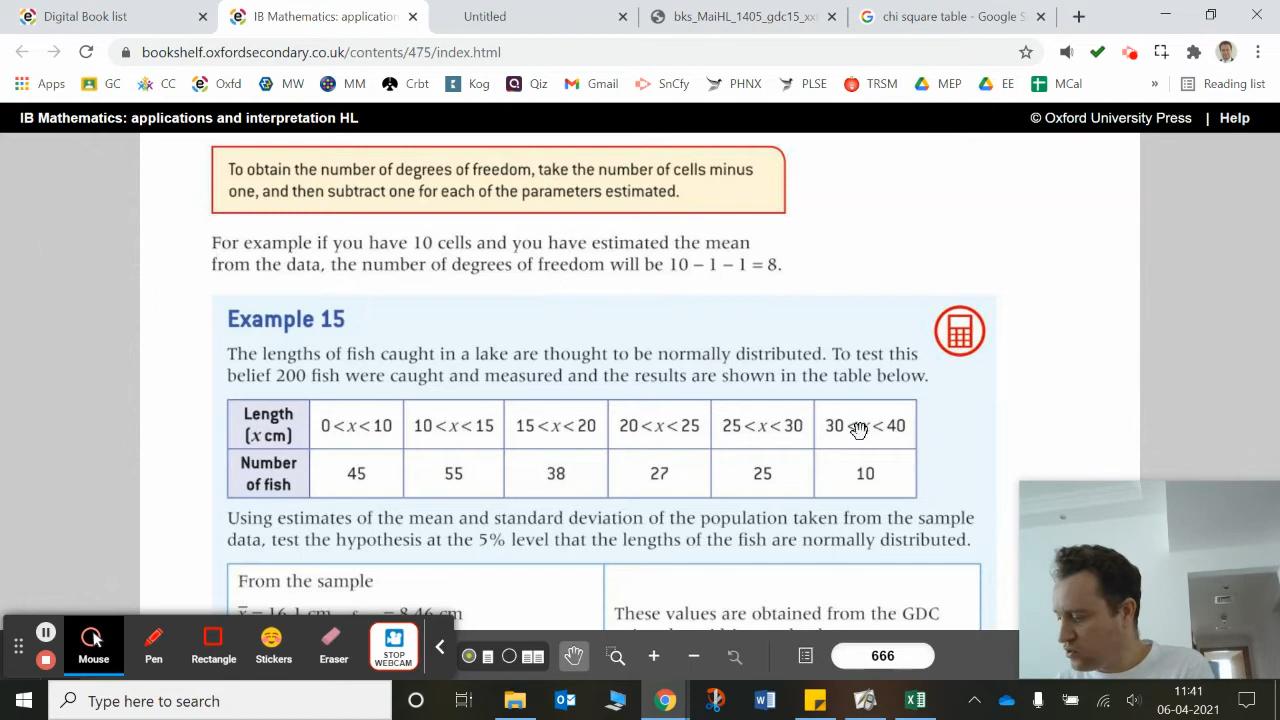 Digital Book list
IB Mathematics: application
Untitled
bks_MaiHL_1405_gdc15_xxt
chi square table - Google S
bookshelf.oxfordsecondary.co.uk/contents/475/index.html
Apps GC CC Oxfd MW MM Crbt Kog Qiz Gmail SnCfy PHNX PLSE TRSM MEP EE MCal » Reading list
IB Mathematics: applications and interpretation HL
© Oxford University Press | Help
To obtain the number of degrees of freedom, take the number of cells minus
one, and then subtract one for each of the parameters estimated.
For example if you have 10 cells and you have estimated the mean
from the data, the number of degrees of freedom will be 10 – 1 – 1 = 8.
Example 15
The lengths of fish caught in a lake are thought to be normally distributed. To test this
belief 200 fish were caught and measured and the results are shown in the table below.
Length
(x cm)
0 < x < 10
10 < x < 15
15 < x < 20
20 < x < 25
25 < x < 30
30 < x < 40
Number
of fish
45
55
38
27
25
10
Using estimates of the mean and standard deviation of the population taken from the sample
data, test the hypothesis at the 5% level that the lengths of the fish are normally distributed.
From the sample
= 16.1 cm = 8.46 cm
These values are obtained from the GDC
Mouse
Pen
Rectangle
Stickers
Eraser
STOP
WEBCAM
666
Type here to search
11:41
06-04-2021